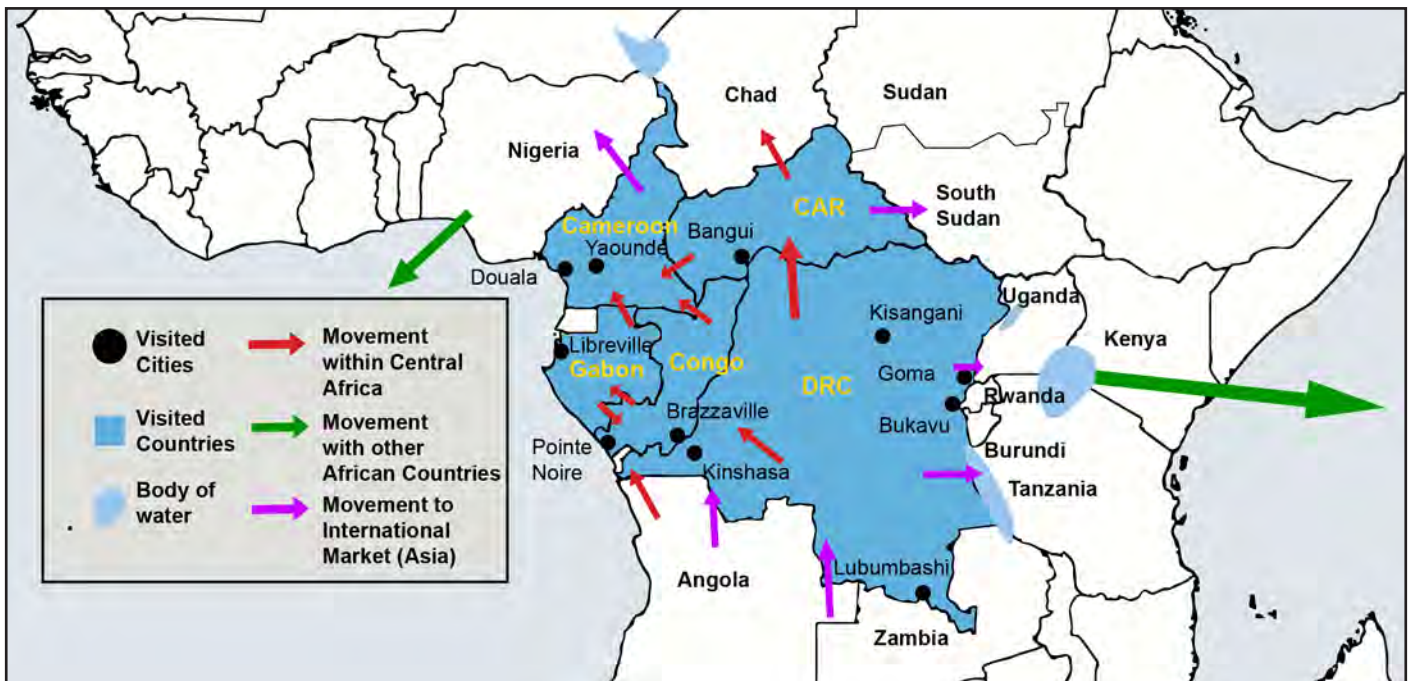 Chad
Sudan
Nigeria
South
Sudan
CAR
Cameroon
Bangui
Yaounde
Douala
Uganda
Kenya
Kisangani
Libreville
Gabon
Congo
DRC
Goma
Rwanda
Brazzaville
Bukavu
Pointe
Noire
Kinshasa
Burundi
Tanzania
Lubumbashi
Angola
Zambia
Visited
Cities
Movement
within Central
Africa
Visited
Countries
Movement
with other
African Countries
Body of
water
Movement to
International
Market (Asia)